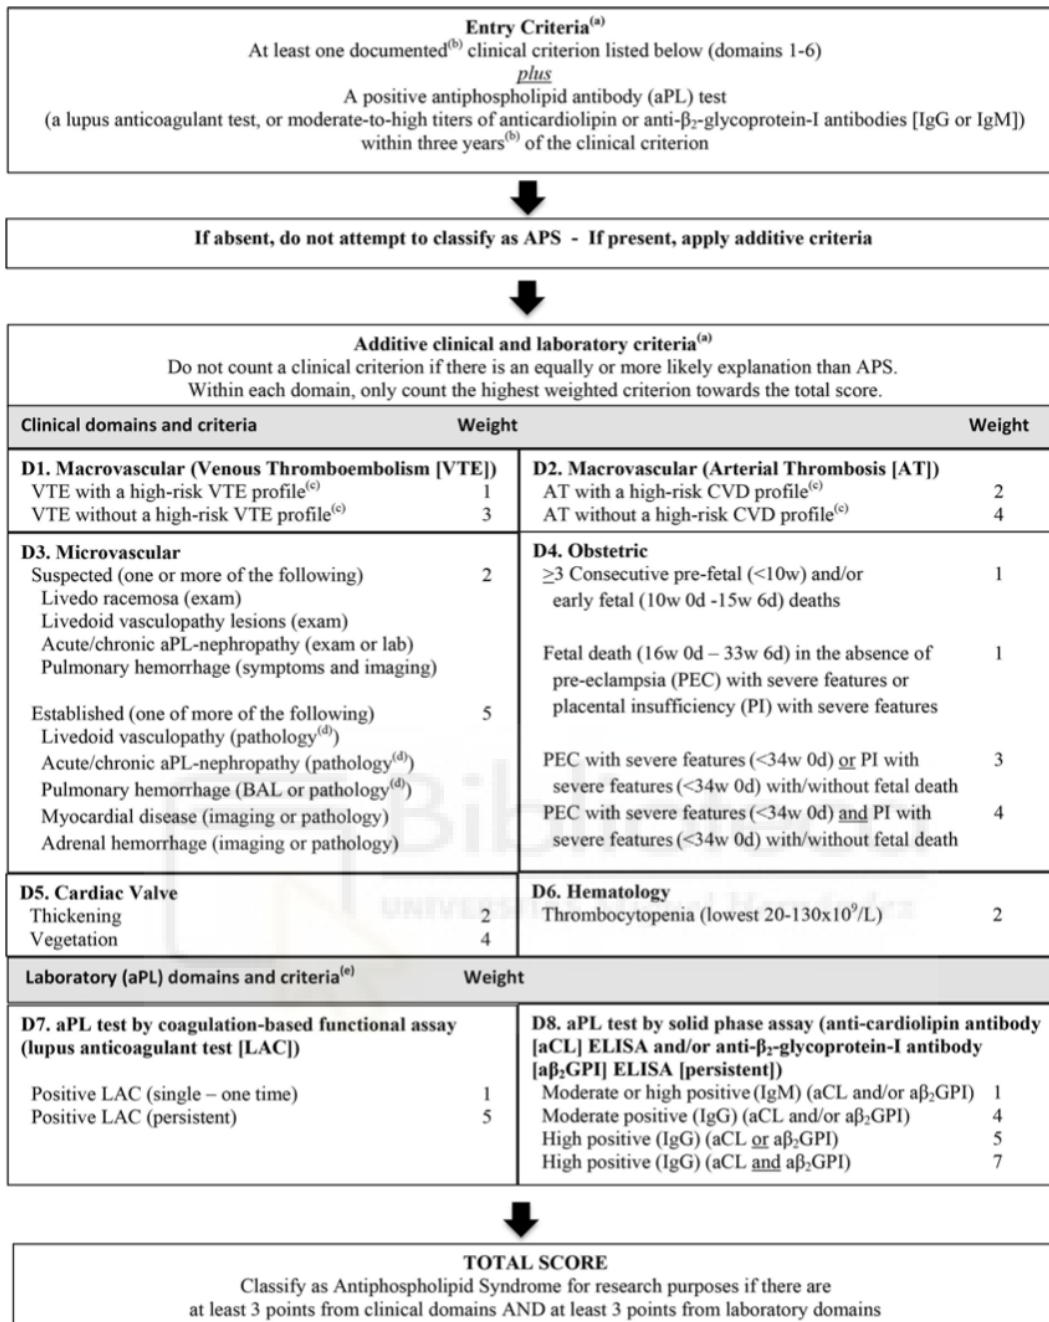 Entry Criteria(a)
At least one documented(b) clinical criterion listed below (domains 1-6)
plus
A positive antiphospholipid antibody (aPL) test
(a lupus anticoagulant test, or moderate-to-high titers of anticardiolipin or anti-β₂-glycoprotein-I antibodies [IgG or IgM])
within three years(b) of the clinical criterion
If absent, do not attempt to classify as APS - If present, apply additive criteria
Additive clinical and laboratory criteria(a)
Do not count a clinical criterion if there is an equally or more likely explanation than APS.
Within each domain, only count the highest weighted criterion towards the total score.
Clinical domains and criteria Weight Weight
D1. Macrovascular (Venous Thromboembolism [VTE])
VTE with a high-risk VTE profile(c) 1
VTE without a high-risk VTE profile(c) 3
D2. Macrovascular (Arterial Thrombosis [AT])
AT with a high-risk CVD profile(c) 2
AT without a high-risk CVD profile(c) 4
D3. Microvascular
Suspected (one or more of the following) 2
Livedo racemosa (exam)
Livedoid vasculopathy lesions (exam)
Acute/chronic aPL-nephropathy (exam or lab)
Pulmonary hemorrhage (symptoms and imaging)
Established (one of more of the following) 5
Livedoid vasculopathy (pathology(d))
Acute/chronic aPL-nephropathy (pathology(d))
Pulmonary hemorrhage (BAL or pathology(d))
Myocardial disease (imaging or pathology)
Adrenal hemorrhage (imaging or pathology)
D4. Obstetric
≥3 Consecutive pre-fetal (<10w) and/or 1
early fetal (10w 0d -15w 6d) deaths
Fetal death (16w 0d – 33w 6d) in the absence of 1
pre-eclampsia (PEC) with severe features or
placental insufficiency (PI) with severe features
PEC with severe features (<34w 0d) or PI with 3
severe features (<34w 0d) with/without fetal death
PEC with severe features (<34w 0d) and PI with 4
severe features (<34w 0d) with/without fetal death
D5. Cardiac Valve
Thickening 2
Vegetation 4
D6. Hematology
Thrombocytopenia (lowest 20-130x10⁹/L) 2
Laboratory (aPL) domains and criteria(e) Weight
D7. aPL test by coagulation-based functional assay
(lupus anticoagulant test [LAC])
Positive LAC (single – one time) 1
Positive LAC (persistent) 5
D8. aPL test by solid phase assay (anti-cardiolipin antibody
[aCL] ELISA and/or anti-β₂-glycoprotein-I antibody
[aβ₂GPI] ELISA [persistent])
Moderate or high positive (IgM) (aCL and/or aβ₂GPI) 1
Moderate positive (IgG) (aCL and/or aβ₂GPI) 4
High positive (IgG) (aCL or aβ₂GPI) 5
High positive (IgG) (aCL and aβ₂GPI) 7
TOTAL SCORE
Classify as Antiphospholipid Syndrome for research purposes if there are
at least 3 points from clinical domains AND at least 3 points from laboratory domains
Biblioteca
UNIVERSITAS Miguel Hernández